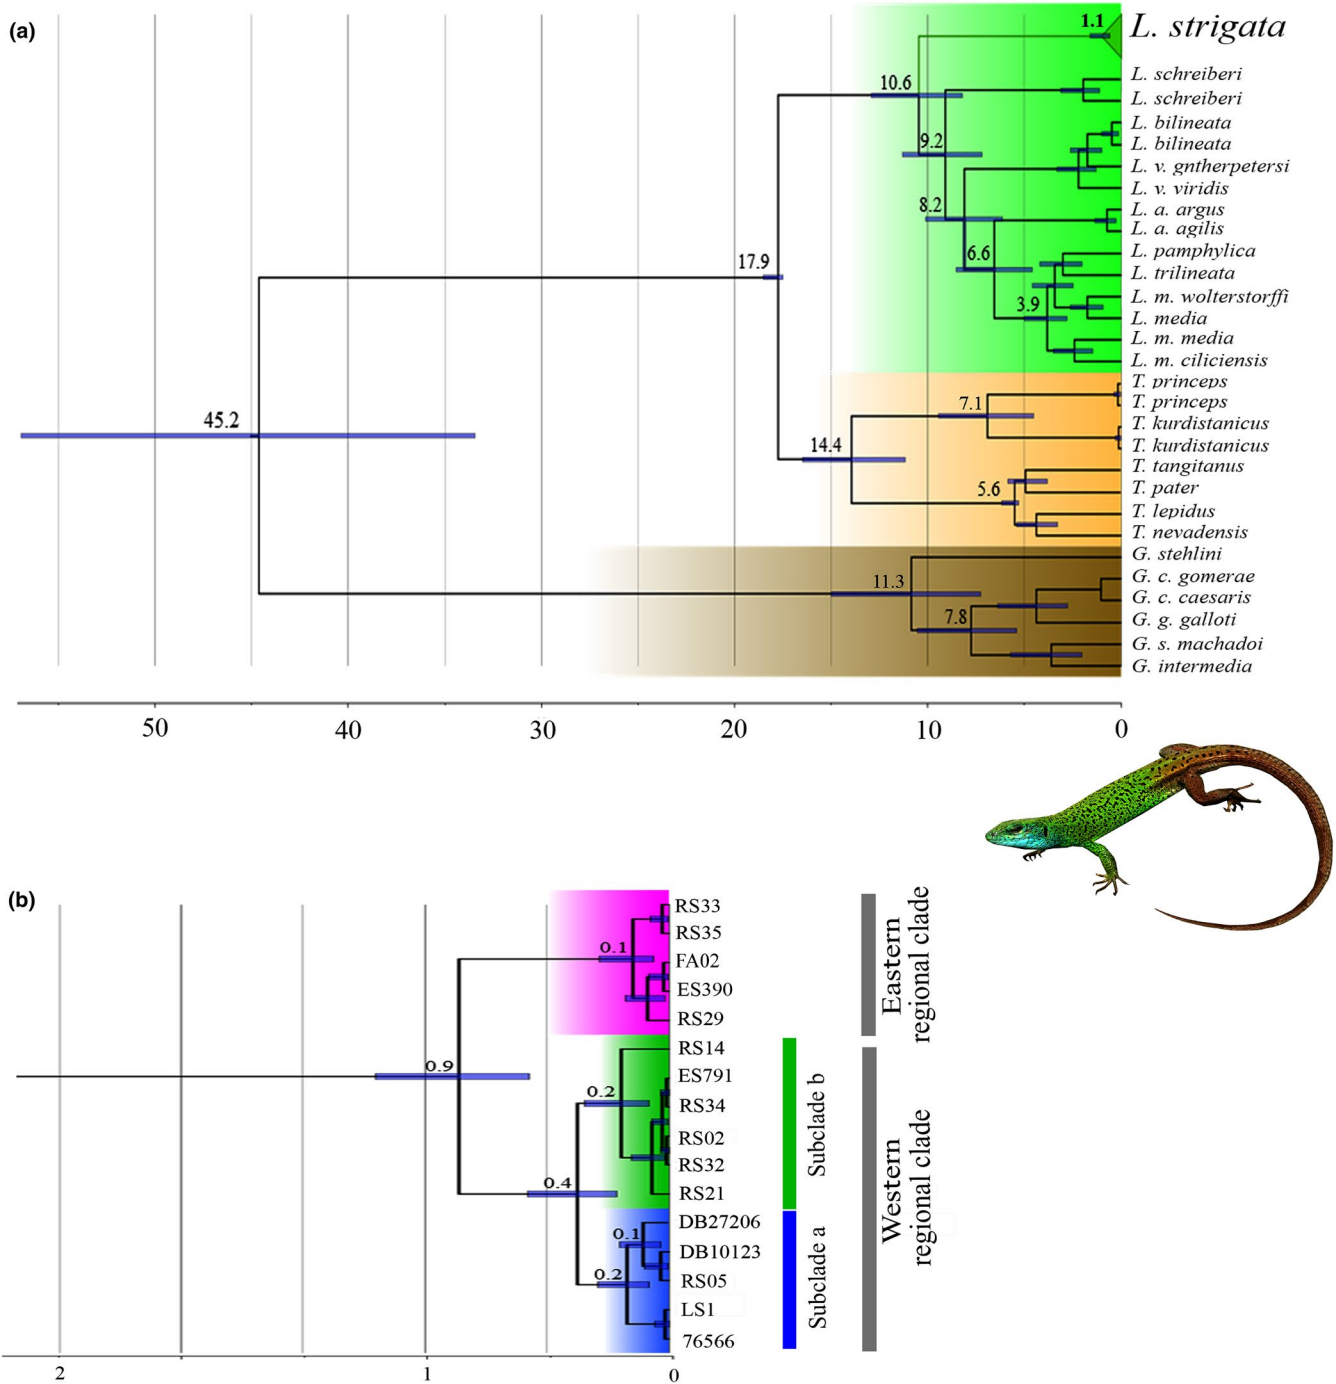 (a)
1.1
L. strigata
10.6
L. schreiberi
L. schreiberi
L. bilineata
9.2
L. bilineata
L. v. gntherpetersi
L. v. viridis
8.2
L. a. argus
L. a. agilis
6.6
L. pamphylica
17.9
L. trilineata
L. m. wolterstorffi
3.9
L. media
L. m. media
L. m. ciliciensis
T. princeps
7.1
T. princeps
45.2
T. kurdistanicus
14.4
T. kurdistanicus
T. tangitanus
5.6
T. pater
T. lepidus
T. nevadensis
G. stehlini
11.3
G. c. gomerae
G. c. caesaris
7.8
G. g. galloti
G. s. machadoi
G. intermedia
50 40 30 20 10 0
(b)
RS33
RS35
0.1
FA02
ES390
RS29
Eastern
regional clade
RS14
0.9
ES791
0.2
RS34
RS02
RS32
0.4
RS21
Subclade b
DB27206
0.1
DB10123
0.2
RS05
LS1
76566
Subclade a
Western
regional clade
2 1 0